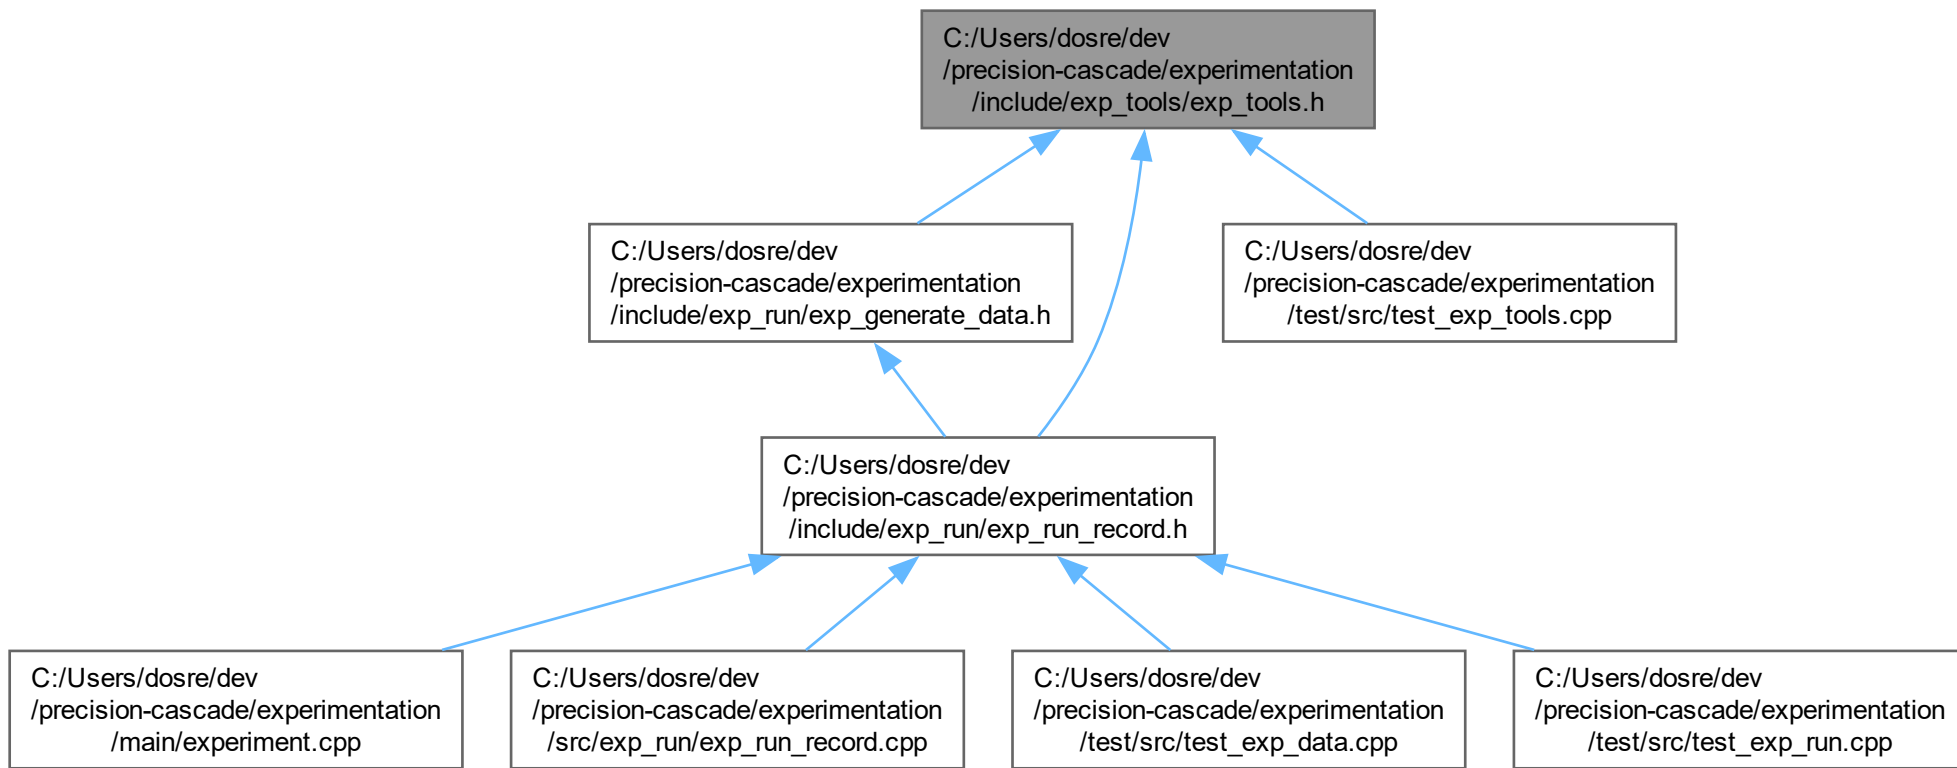 C:/Users/dosre/dev
/precision-cascade/experimentation
/include/exp_tools/exp_tools.h
C:/Users/dosre/dev
/precision-cascade/experimentation
/include/exp_run/exp_generate_data.h
C:/Users/dosre/dev
/precision-cascade/experimentation
/test/src/test_exp_tools.cpp
C:/Users/dosre/dev
/precision-cascade/experimentation
/include/exp_run/exp_run_record.h
C:/Users/dosre/dev
/precision-cascade/experimentation
/main/experiment.cpp
C:/Users/dosre/dev
/precision-cascade/experimentation
/src/exp_run/exp_run_record.cpp
C:/Users/dosre/dev
/precision-cascade/experimentation
/test/src/test_exp_data.cpp
C:/Users/dosre/dev
/precision-cascade/experimentation
/test/src/test_exp_run.cpp